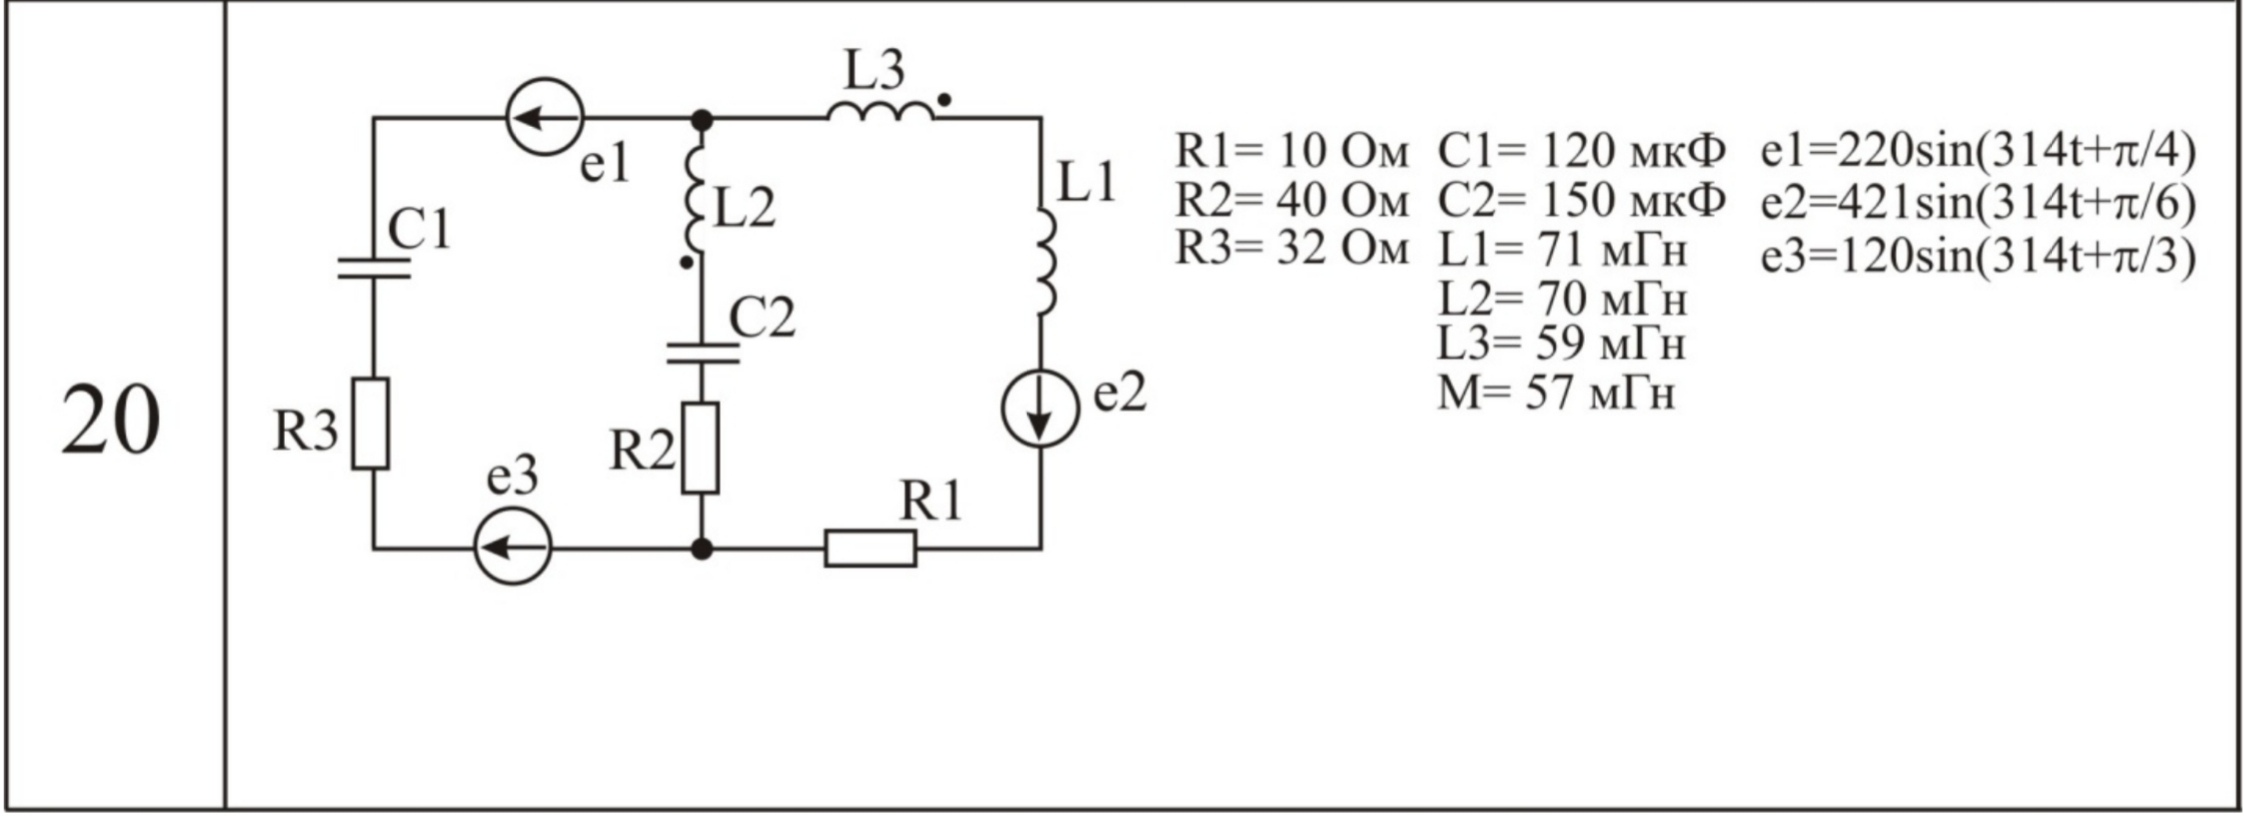 20
L3
e1
C1
L2
L1
C2
e2
R3
R2
e3
R1
R1= 10 Ом C1= 120 мкФ e1=220sin(314t+π/4)
R2= 40 Ом C2= 150 мкФ e2=421sin(314t+π/6)
R3= 32 Ом L1= 71 мГн e3=120sin(314t+π/3)
L2= 70 мГн
L3= 59 мГн
M= 57 мГн